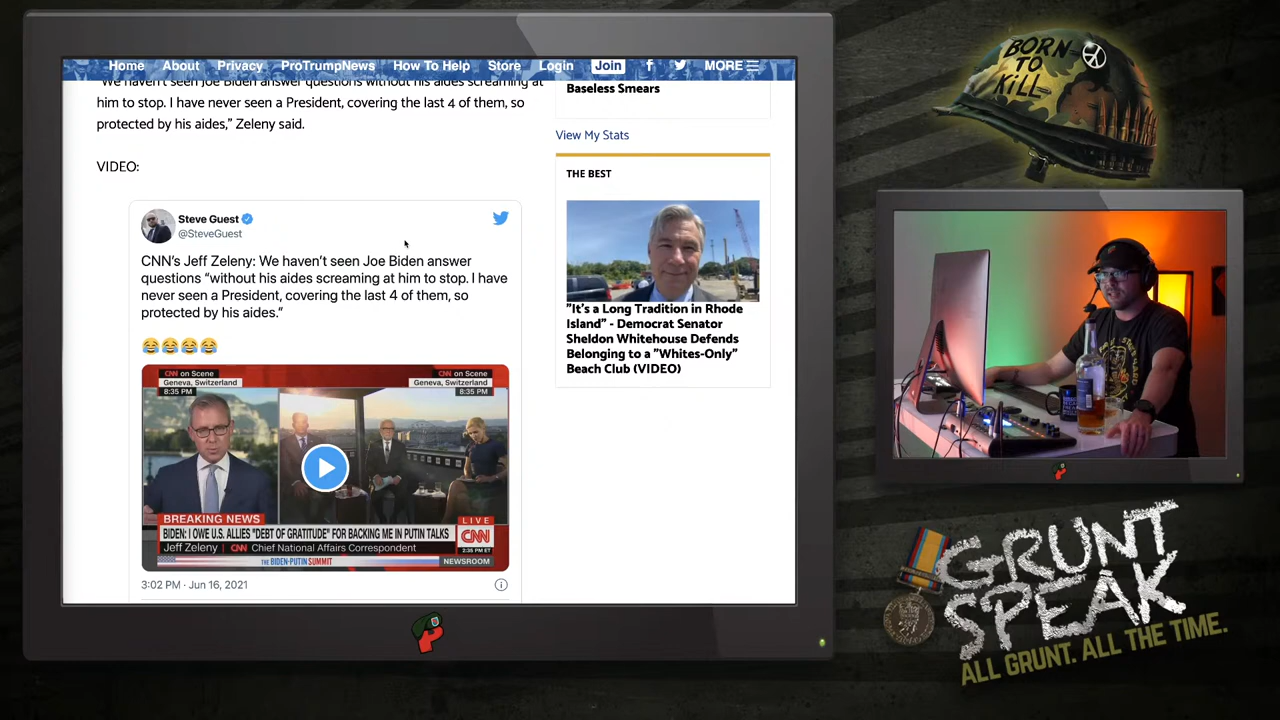 Home About Privacy ProTrumpNews How To Help Store Login Join f MORE
"We haven't seen Joe Biden answer questions without his aides screaming at
him to stop. I have never seen a President, covering the last 4 of them, so
protected by his aides," Zeleny said.
VIDEO:
Steve Guest
@SteveGuest
CNN's Jeff Zeleny: We haven't seen Joe Biden answer
questions "without his aides screaming at him to stop. I have
never seen a President, covering the last 4 of them, so
protected by his aides."
CNN on Scene
Geneva, Switzerland
8:35 PM
CNN on Scene
Geneva, Switzerland
8:35 PM
BREAKING NEWS
BIDEN: I OWE U.S. ALLIES "DEBT OF GRATITUDE" FOR BACKING ME IN PUTIN TALKS
Jeff Zeleny CNN Chief National Affairs Correspondent
THE BIDEN-PUTIN SUMMIT
LIVE
CNN
2:35 PM ET
NEWSROOM
3:02 PM · Jun 16, 2021
Baseless Smears
View My Stats
THE BEST
"It's a Long Tradition in Rhode
Island" - Democrat Senator
Sheldon Whitehouse Defends
Belonging to a "Whites-Only"
Beach Club (VIDEO)
BORN
TO
KiLL
GRUNT
SPEAK
ALL GRUNT. ALL THE TIME.